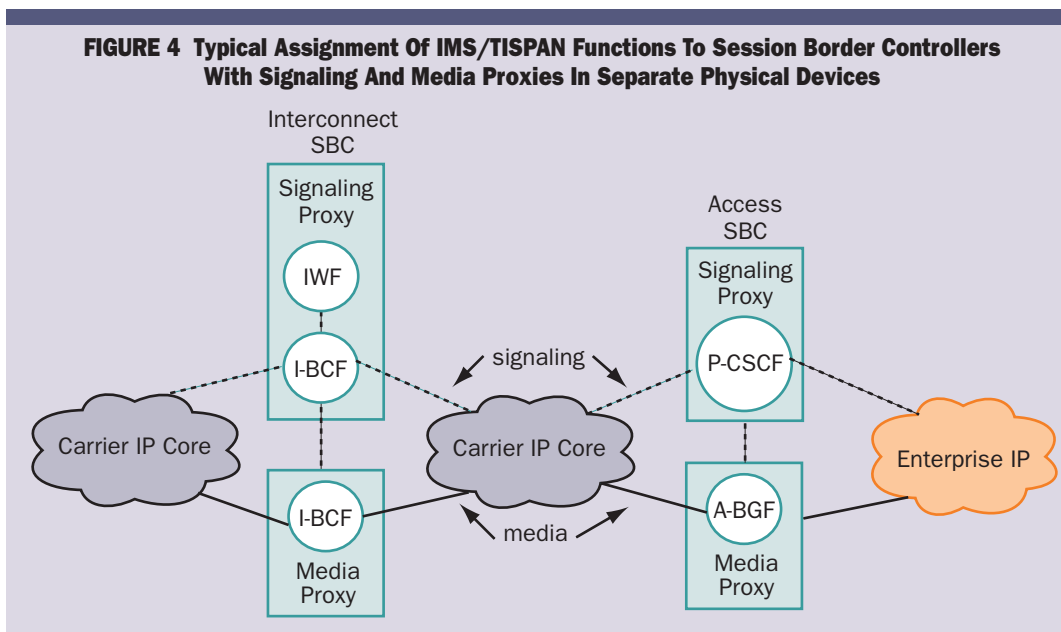 FIGURE 4 Typical Assignment Of IMS/TISPAN Functions To Session Border Controllers
With Signaling And Media Proxies In Separate Physical Devices
Interconnect
SBC
Signaling
Proxy
IWF
I-BCF
Access
SBC
Signaling
Proxy
P-CSCF
signaling
Carrier IP Core
Carrier IP Core
Enterprise IP
I-BCF
Media
Proxy
media
A-BGF
Media
Proxy